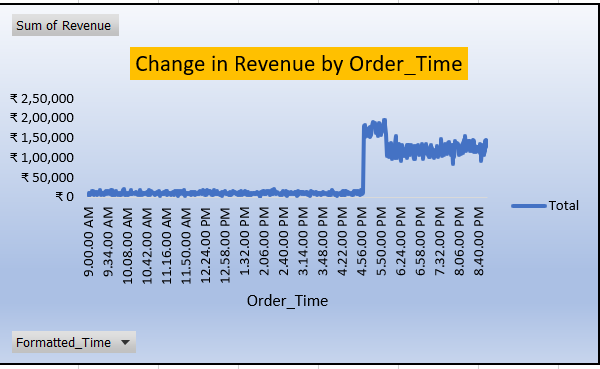 Sum of Revenue
Change in Revenue by Order_Time
₹ 2,50,000
₹ 2,00,000
₹ 1,50,000
₹ 1,00,000
₹ 50,000
₹ 0
9.00.00 AM
9.34.00 AM
10.08.00 AM
10.42.00 AM
11.16.00 AM
11.50.00 AM
12.24.00 PM
12.58.00 PM
1.32.00 PM
2.06.00 PM
2.40.00 PM
3.14.00 PM
3.48.00 PM
4.22.00 PM
4.56.00 PM
5.50.00 PM
6.24.00 PM
6.58.00 PM
7.32.00 PM
8.06.00 PM
8.40.00 PM
Total
Order_Time
Formatted_Time